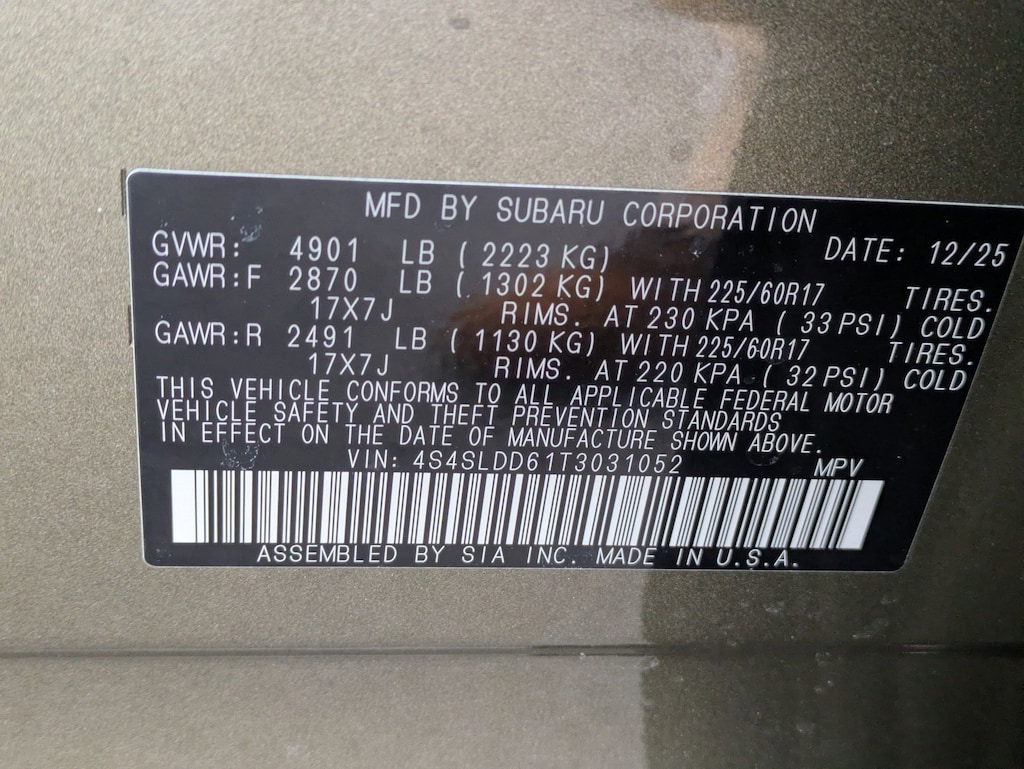 MFD BY SUBARU CORPORATION
GVWR: 4901 LB (2223 KG) DATE: 12/25
GAWR:F 2870 LB (1302 KG) WITH 225/60R17 TIRES.
17X7J RIMS. AT 230 KPA (33 PSI) COLD
GAWR:R 2491 LB (1130 KG) WITH 225/60R17 TIRES.
17X7J RIMS. AT 220 KPA (32 PSI) COLD
THIS VEHICLE CONFORMS TO ALL APPLICABLE FEDERAL MOTOR
VEHICLE SAFETY AND THEFT PREVENTION STANDARDS
IN EFFECT ON THE DATE OF MANUFACTURE SHOWN ABOVE.
VIN: 4S4SLDD61T3031052 MPV
ASSEMBLED BY SIA INC. MADE IN U.S.A.